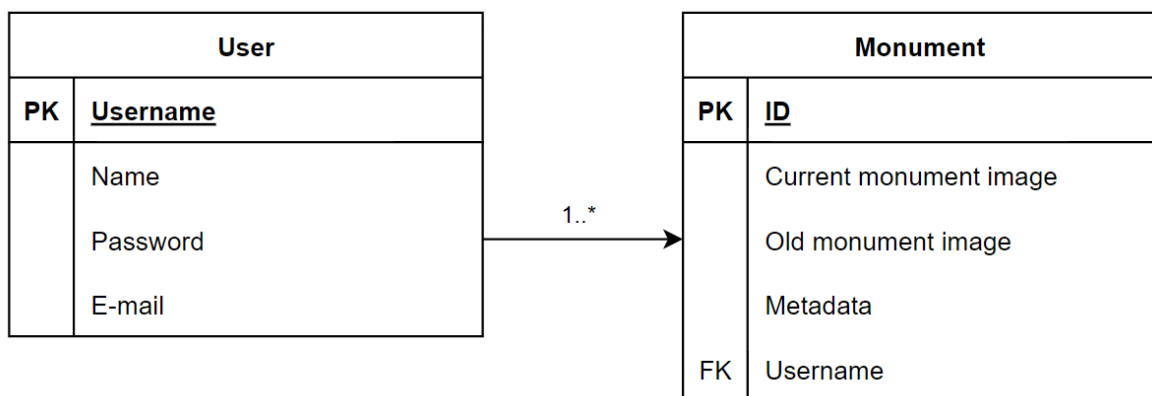 User
PK Username
Name
Password
E-mail
1..*
Monument
PK ID
Current monument image
Old monument image
Metadata
FK Username